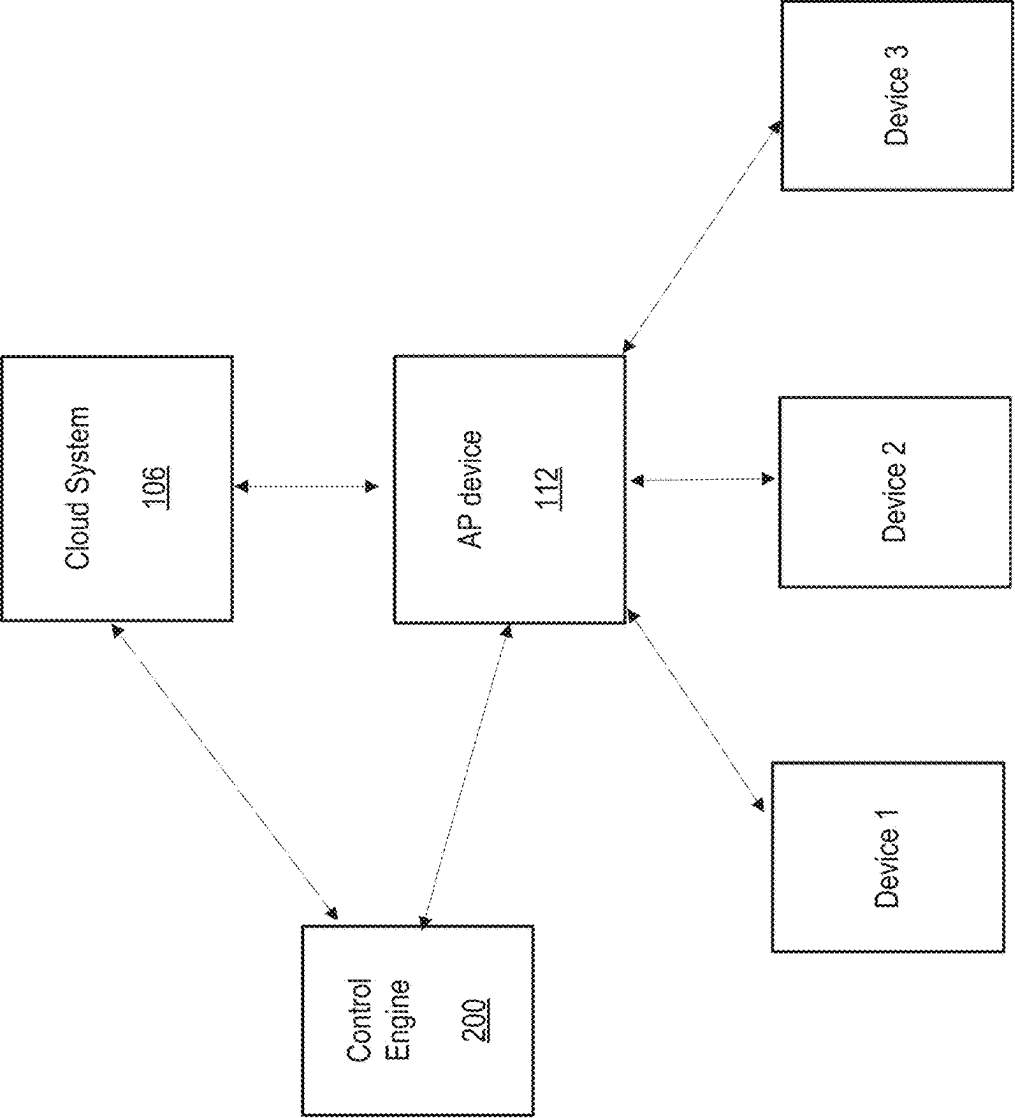 Cloud System
106
Control
Engine
200
AP device
112
Device 1
Device 2
Device 3